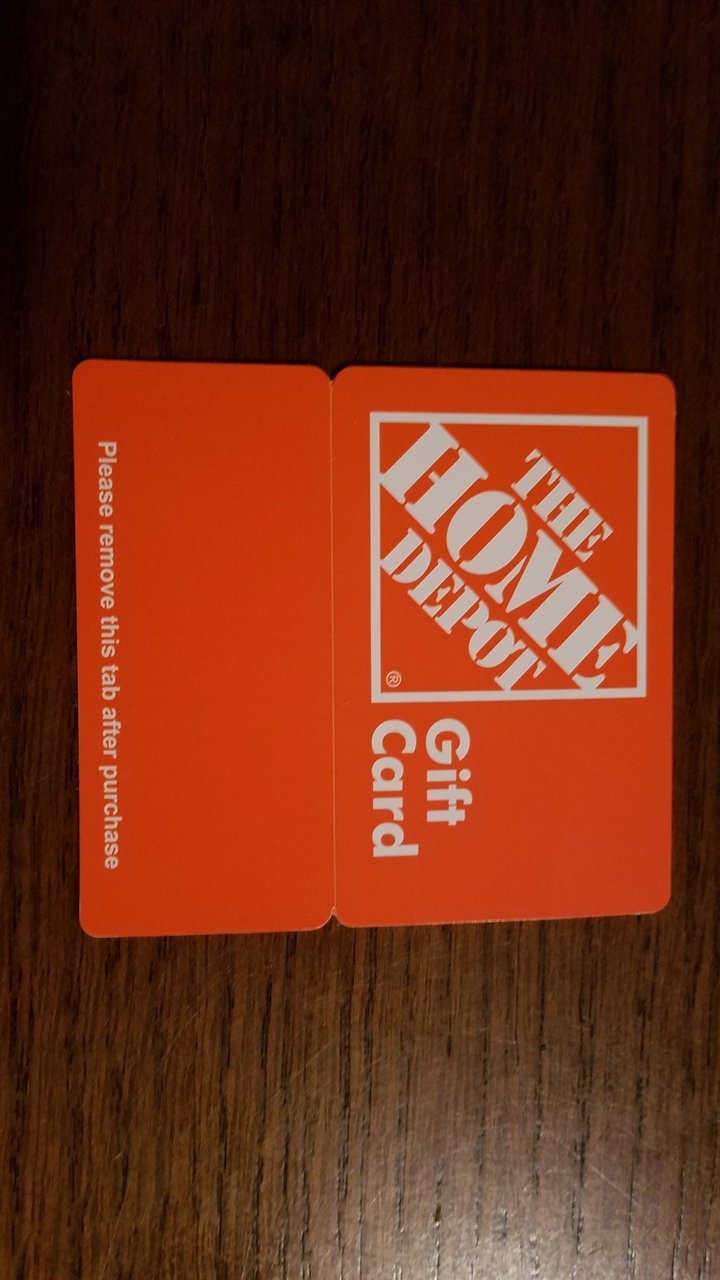 THE
HOME
DEPOT
®
Gift
Card
Please remove this tab after purchase